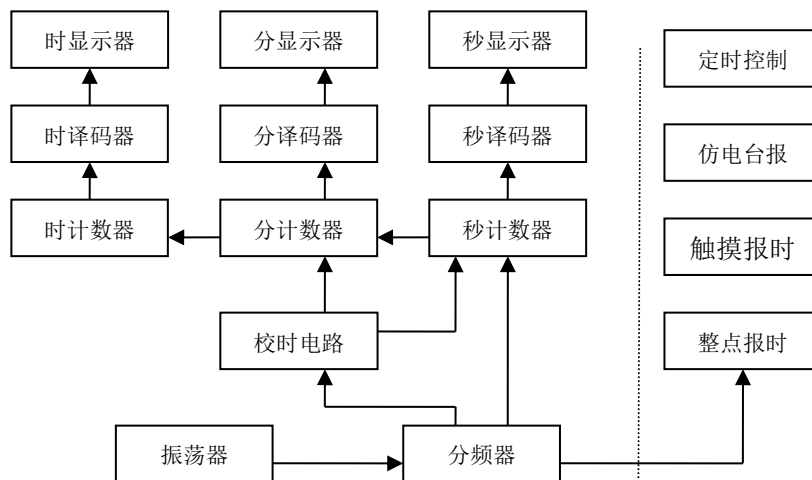 时显示器 分显示器 秒显示器 定时控制
时译码器 分译码器 秒译码器 仿电台报
时计数器 分计数器 秒计数器 触摸报时
校时电路 整点报时
振荡器 分频器